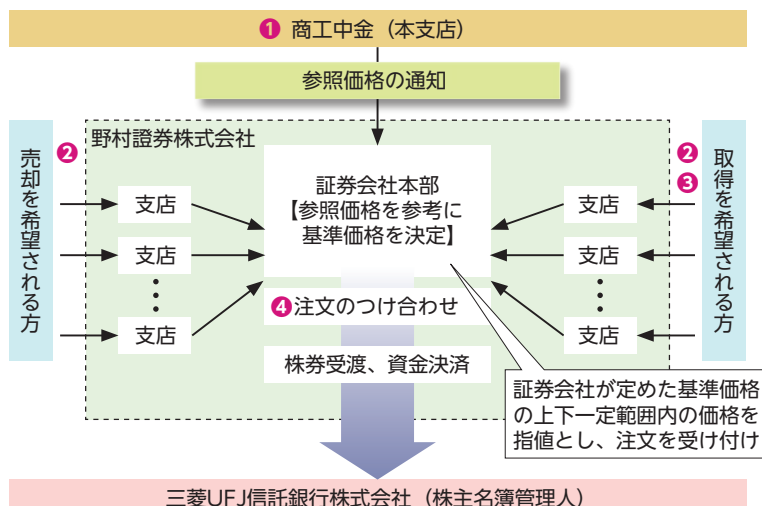 ❶ 商工中金（本支店）
参照価格の通知
野村證券株式会社
売却を希望される方
❷
支店
支店
支店
証券会社本部
【参照価格を参考に
基準価格を決定】
❹注文のつけ合わせ
株券受渡、資金決済
支店
支店
支店
❷
❸
取得を希望される方
証券会社が定めた基準価格
の上下一定範囲内の価格を
指値とし、注文を受け付け
三菱UFJ信託銀行株式会社（株主名簿管理人）